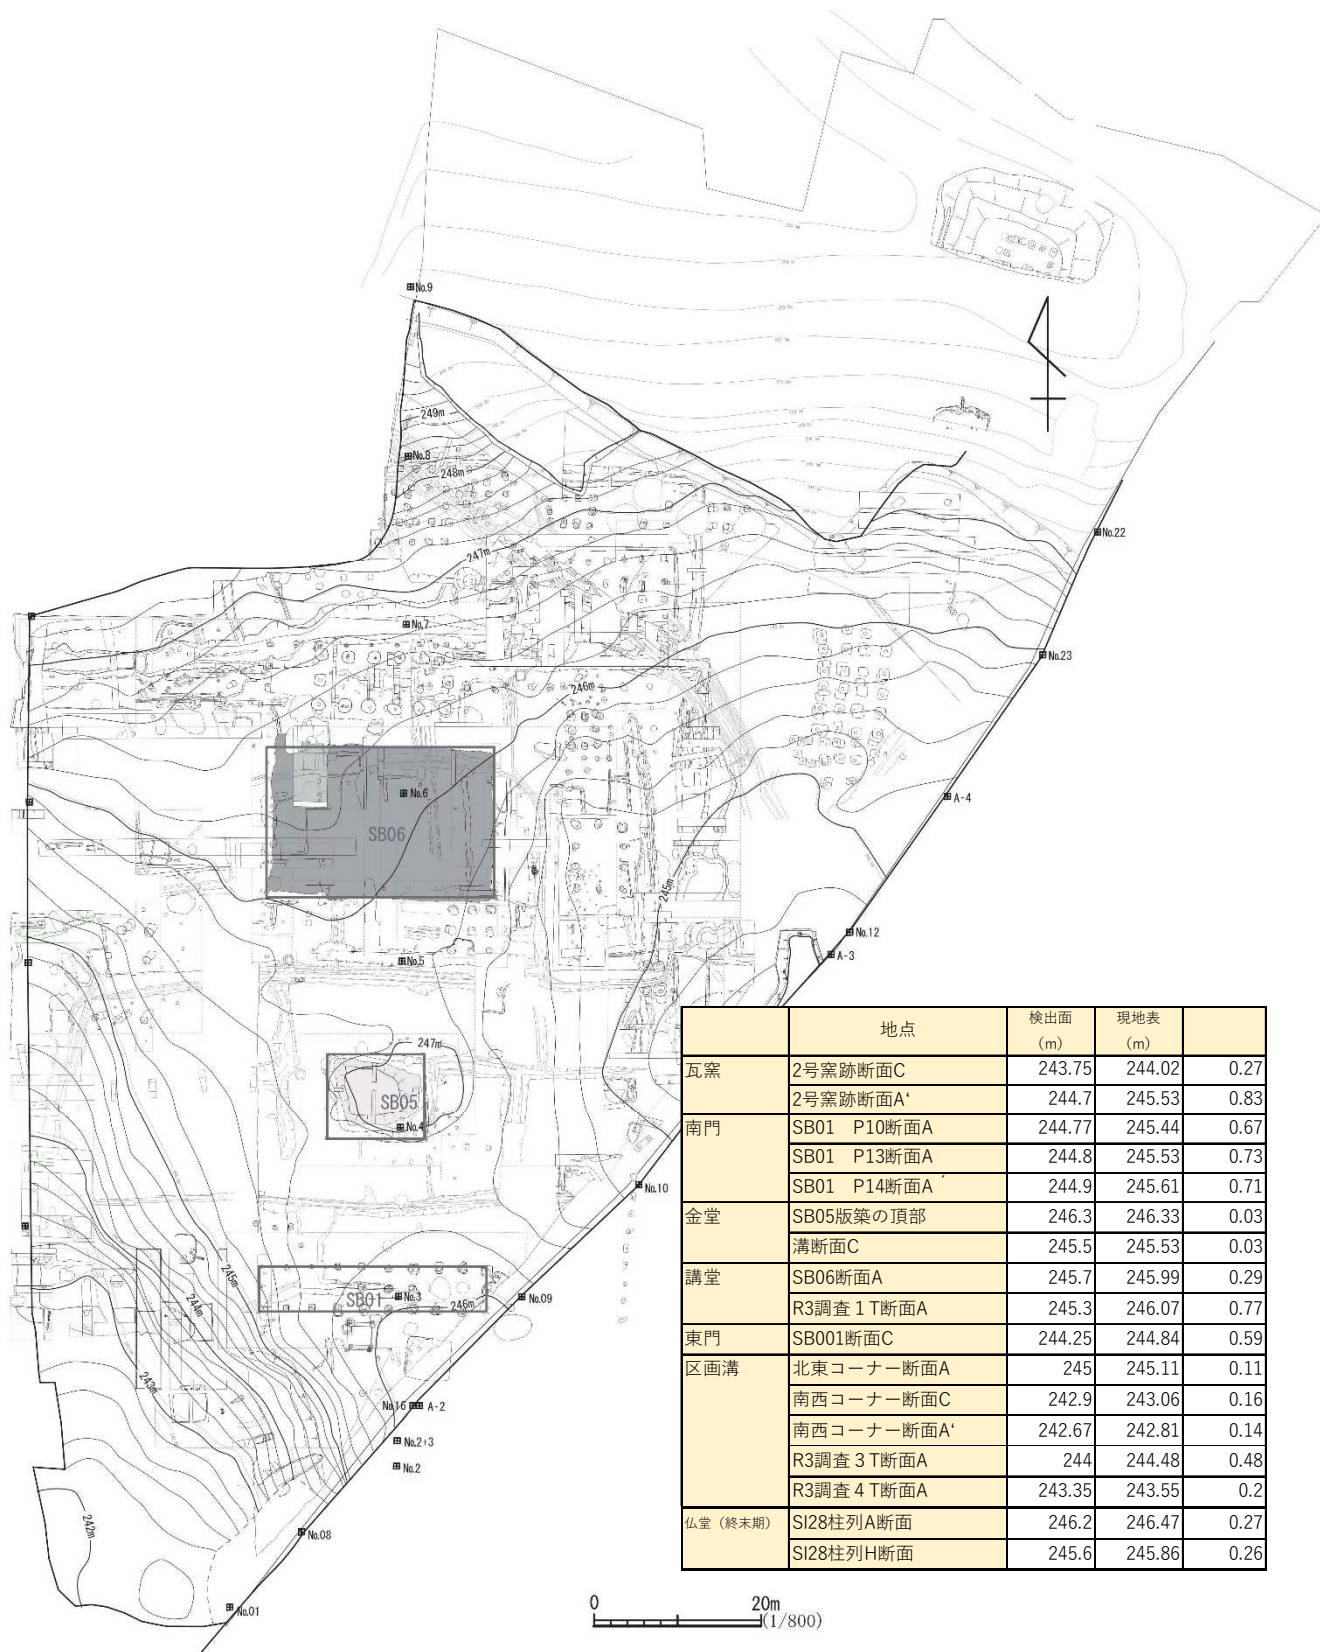 No.9
249m
No.8
248m
No.22
247m
No.7
No.23
246m
No.6
A-4
SB06
245m
No.12
No.5
A-3
247m
SB05
No.4
No.10
245m
244m
SB01
No.3
246m
No.09
243m
No.16
A-2
No.2+3
No.2
242m
No.08
No.01
地点 検出面（m） 現地表（m）
瓦窯 2号窯跡断面C 243.75 244.02 0.27
2号窯跡断面A‘ 244.7 245.53 0.83
南門 SB01　P10断面A 244.77 245.44 0.67
SB01　P13断面A 244.8 245.53 0.73
SB01　P14断面A´ 244.9 245.61 0.71
金堂 SB05版築の頂部 246.3 246.33 0.03
溝断面C 245.5 245.53 0.03
講堂 SB06断面A 245.7 245.99 0.29
R3調査１T断面A 245.3 246.07 0.77
東門 SB001断面C 244.25 244.84 0.59
区画溝 北東コーナー断面A 245 245.11 0.11
南西コーナー断面C 242.9 243.06 0.16
南西コーナー断面A‘ 242.67 242.81 0.14
R3調査３T断面A 244 244.48 0.48
R3調査４T断面A 243.35 243.55 0.2
仏堂（終末期） SI28柱列A断面 246.2 246.47 0.27
SI28柱列H断面 245.6 245.86 0.26
0 20m
(1/800)